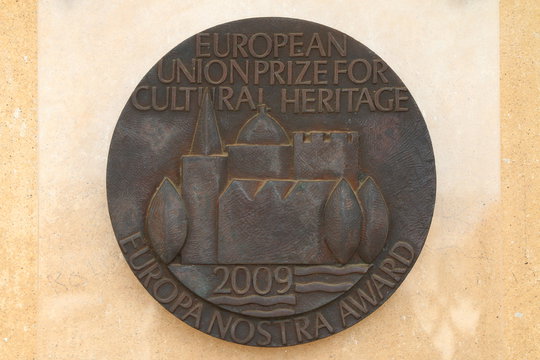 EUROPEAN
UNION PRIZE FOR
CULTURAL HERITAGE
2009
EUROPA NOSTRA AWARD